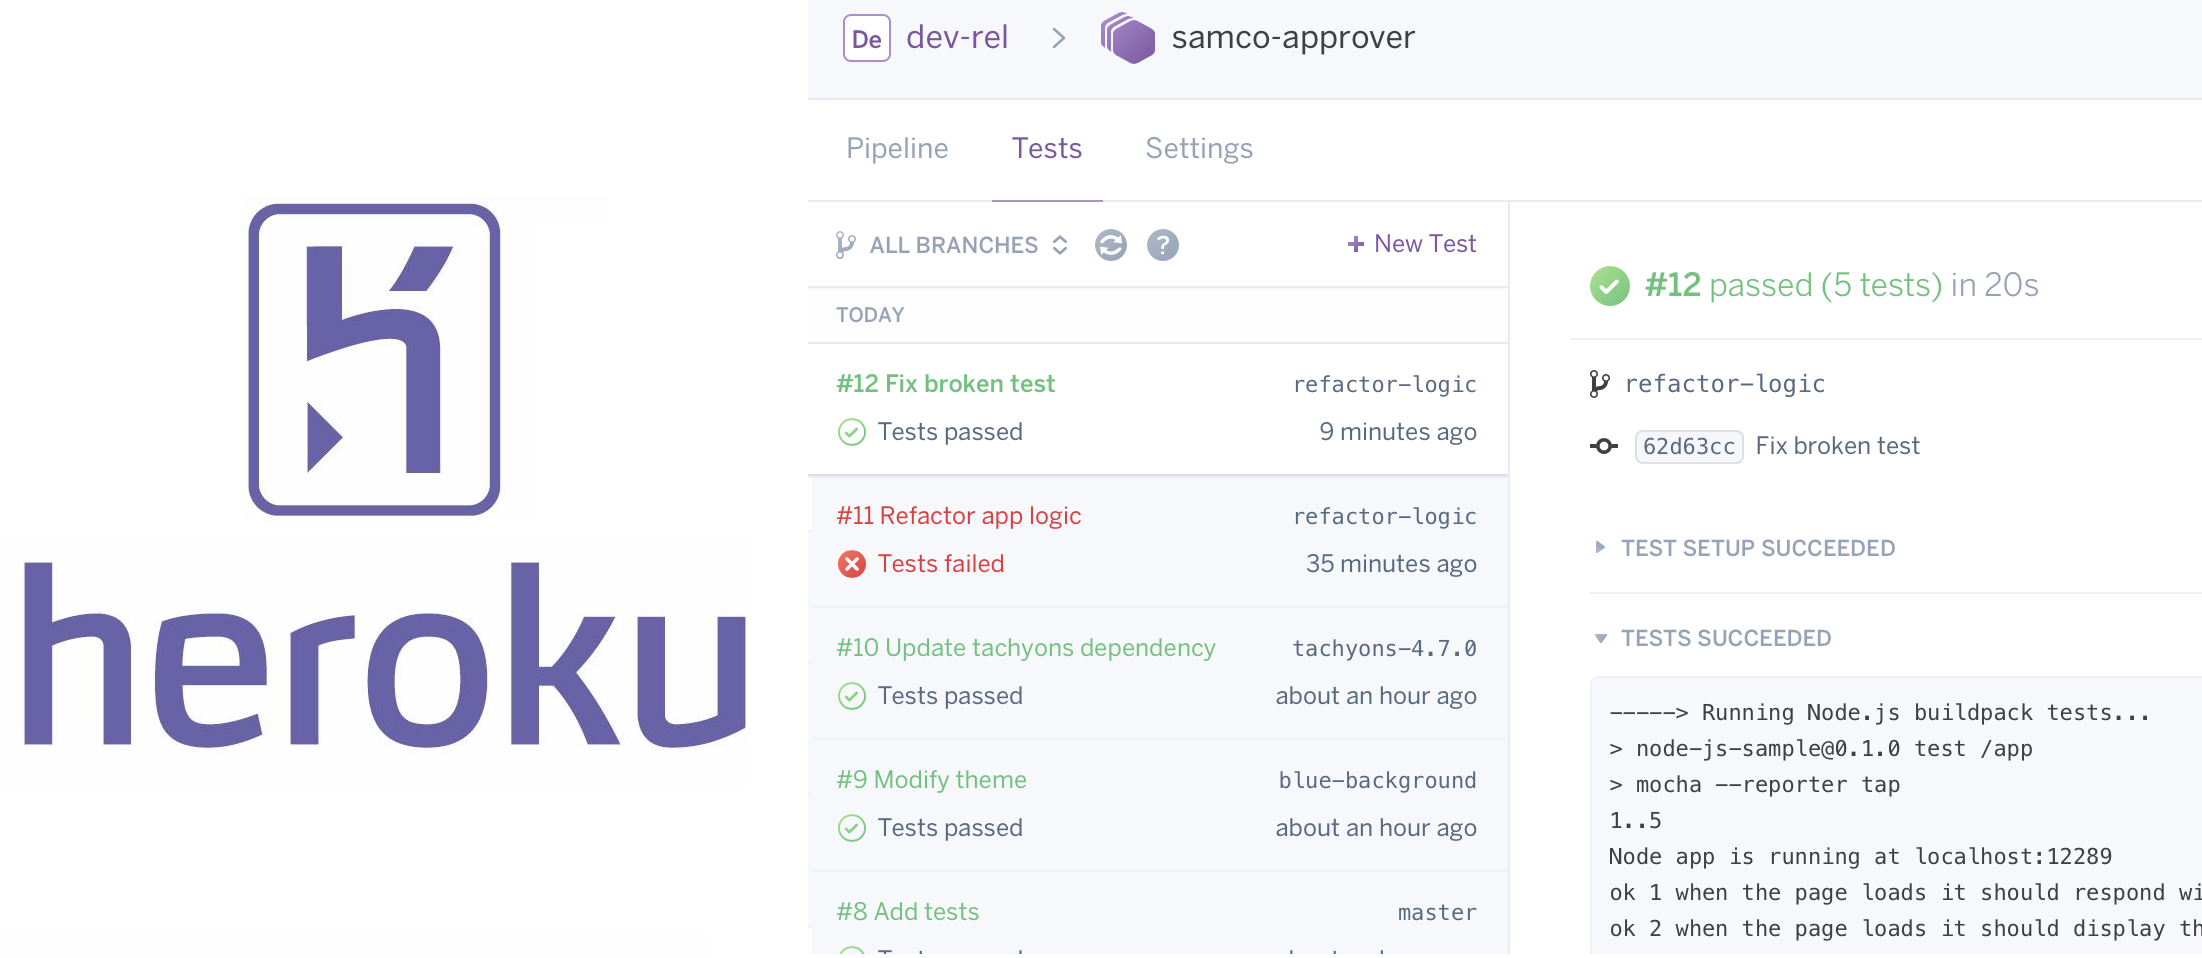 heroku
De dev-rel > samco-approver
Pipeline Tests Settings
ALL BRANCHES ? + New Test
TODAY
#12 Fix broken test refactor-logic
Tests passed 9 minutes ago
#11 Refactor app logic refactor-logic
Tests failed 35 minutes ago
#10 Update tachyons dependency tachyons-4.7.0
Tests passed about an hour ago
#9 Modify theme blue-background
Tests passed about an hour ago
#8 Add tests master
#12 passed (5 tests) in 20s
refactor-logic
62d63cc Fix broken test
TEST SETUP SUCCEEDED
TESTS SUCCEEDED
-----> Running Node.js buildpack tests...
> node-js-sample@0.1.0 test /app
> mocha --reporter tap
1..5
Node app is running at localhost:12289
ok 1 when the page loads it should respond wi
ok 2 when the page loads it should display th